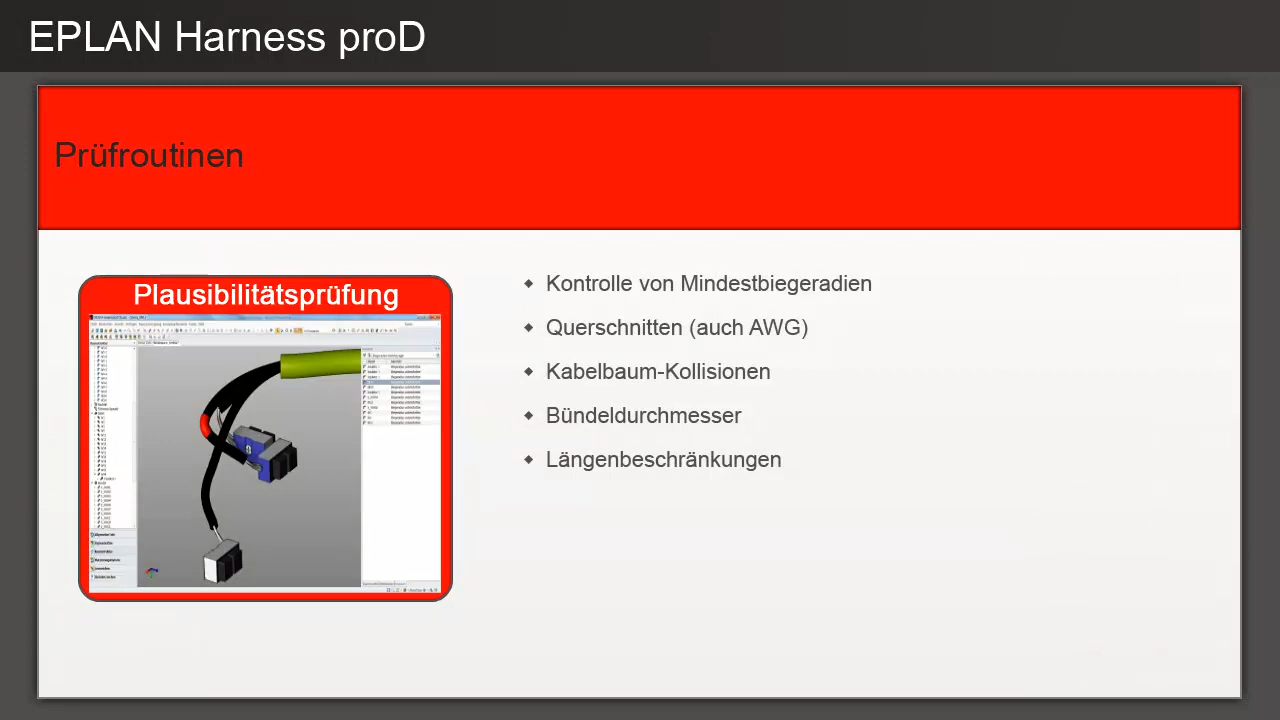 EPLAN Harness proD
Prüfroutinen
Plausibilitätsprüfung
Kontrolle von Mindestbiegeradien
Querschnitten (auch AWG)
Kabelbaum-Kollisionen
Bündeldurchmesser
Längenbeschränkungen